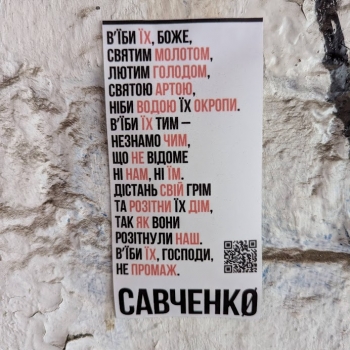 В'ЇБИ ЇХ, БОЖЕ,
СВЯТИМ МОЛОТОМ,
ЛЮТИМ ГОЛОДОМ,
СВЯТОЮ АРТОЮ,
НІБИ ВОДОЮ ЇХ ОКРОПИ.
В'ЇБИ ЇХ ТИМ –
НЕЗНАМО ЧИМ,
ЩО НЕ ВІДОМЕ
НІ НАМ, НІ ЇМ.
ДІСТАНЬ СВІЙ ГРІМ
ТА РОЗІТНИ ЇХ ДІМ,
ТАК ЯК ВОНИ
РОЗІТНУЛИ НАШ.
В'ЇБИ ЇХ, ГОСПОДИ,
НЕ ПРОМАЖ.
САВЧЕНКØ